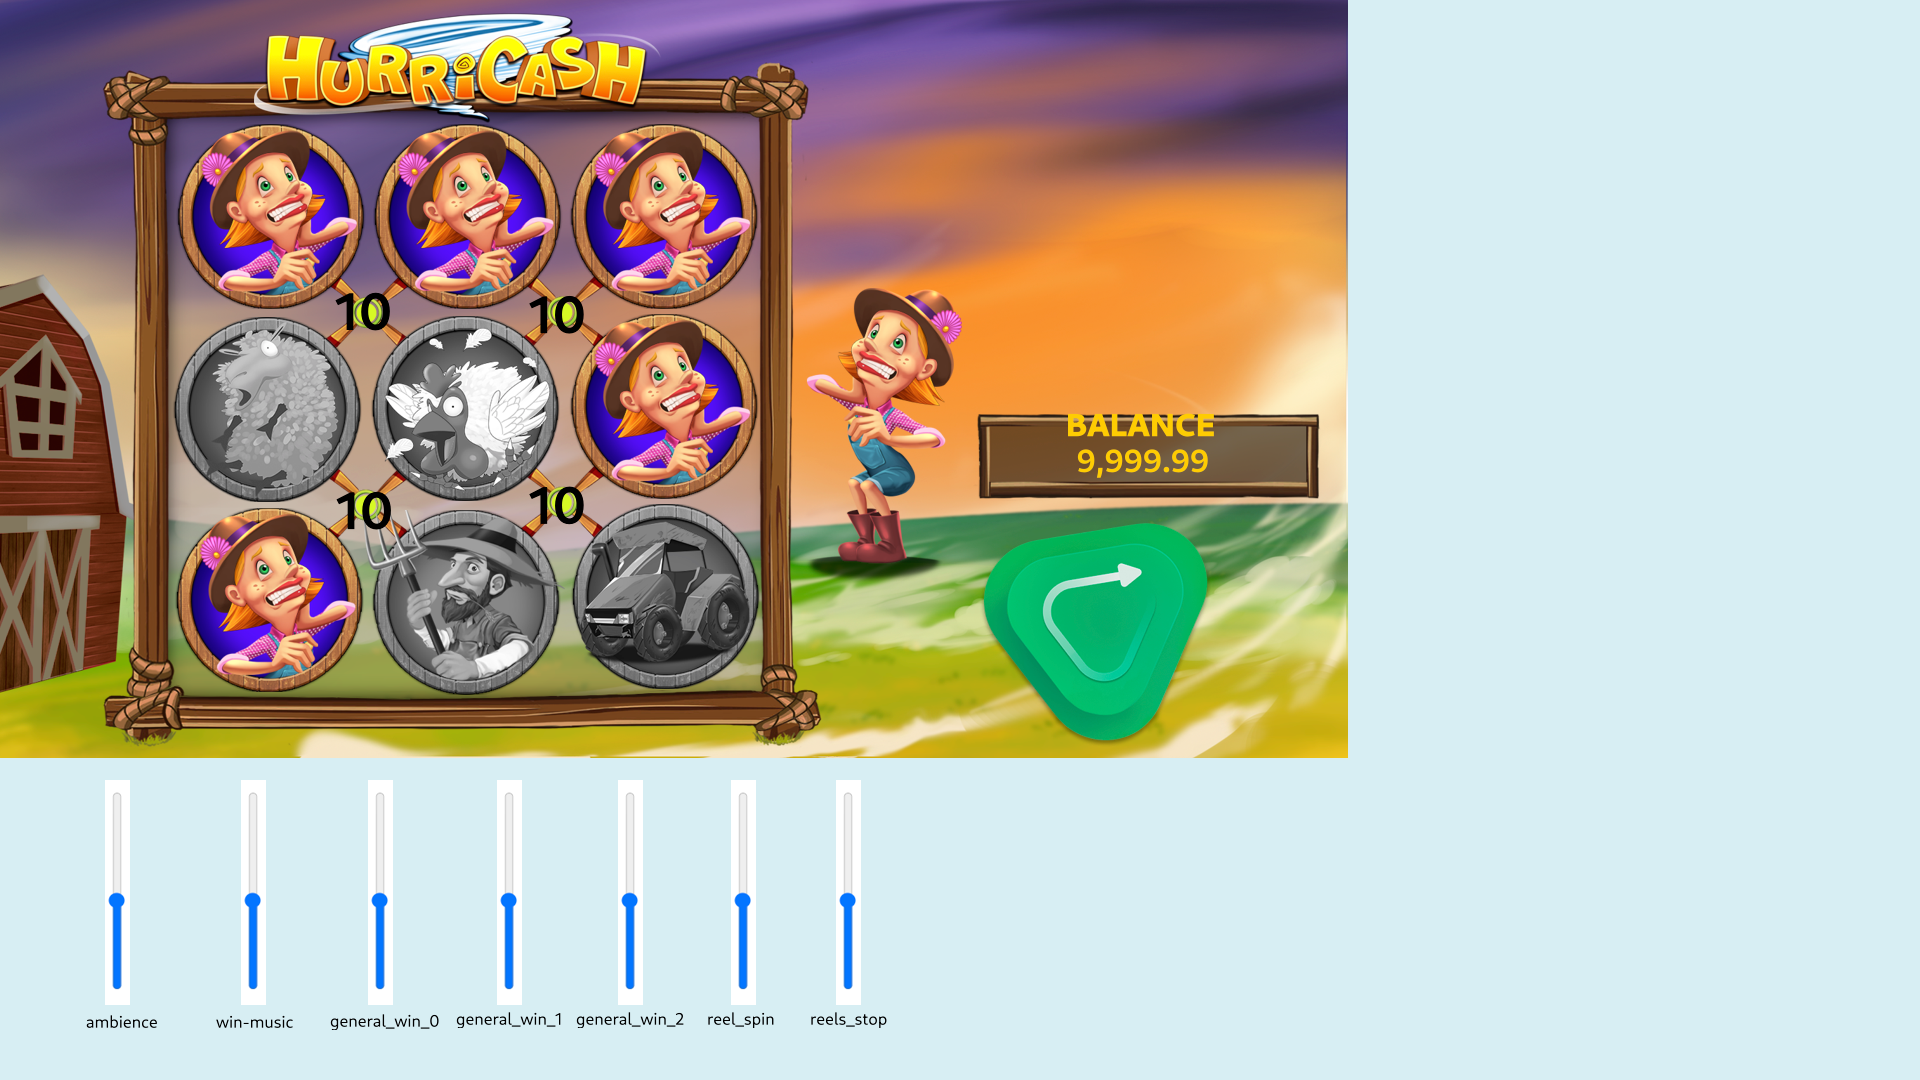 HURRiCASH
10
10
BALANCE
9,999.99
10
10
ambience
win-music
general_win_0
general_win_1
general_win_2
reel_spin
reels_stop